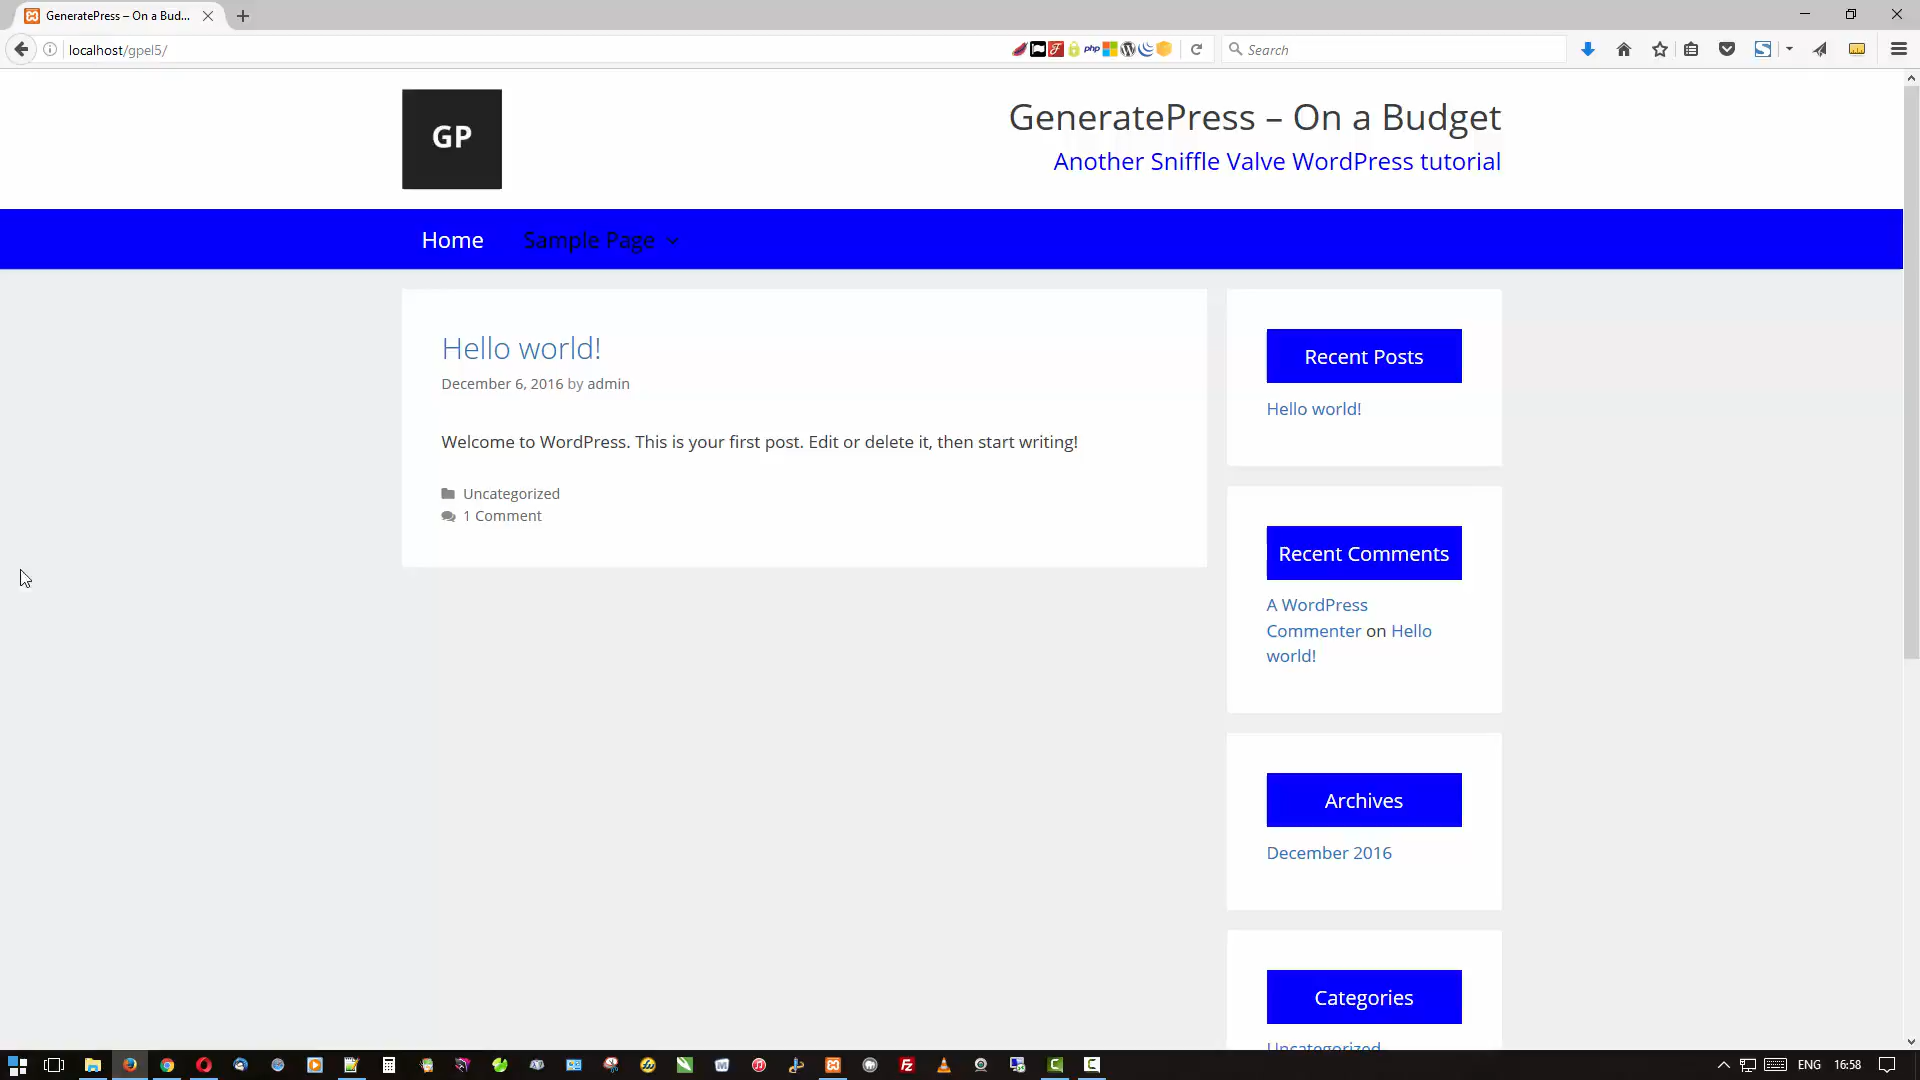 GeneratePress – On a Bud...
localhost/gpel5/
php
Search
GP
GeneratePress – On a Budget
Another Sniffle Valve WordPress tutorial
Home
Sample Page
Hello world!
December 6, 2016 by admin
Welcome to WordPress. This is your first post. Edit or delete it, then start writing!
Uncategorized
1 Comment
Recent Posts
Hello world!
Recent Comments
A WordPress
Commenter on Hello
world!
Archives
December 2016
Categories
Uncategorized
ENG
16:58